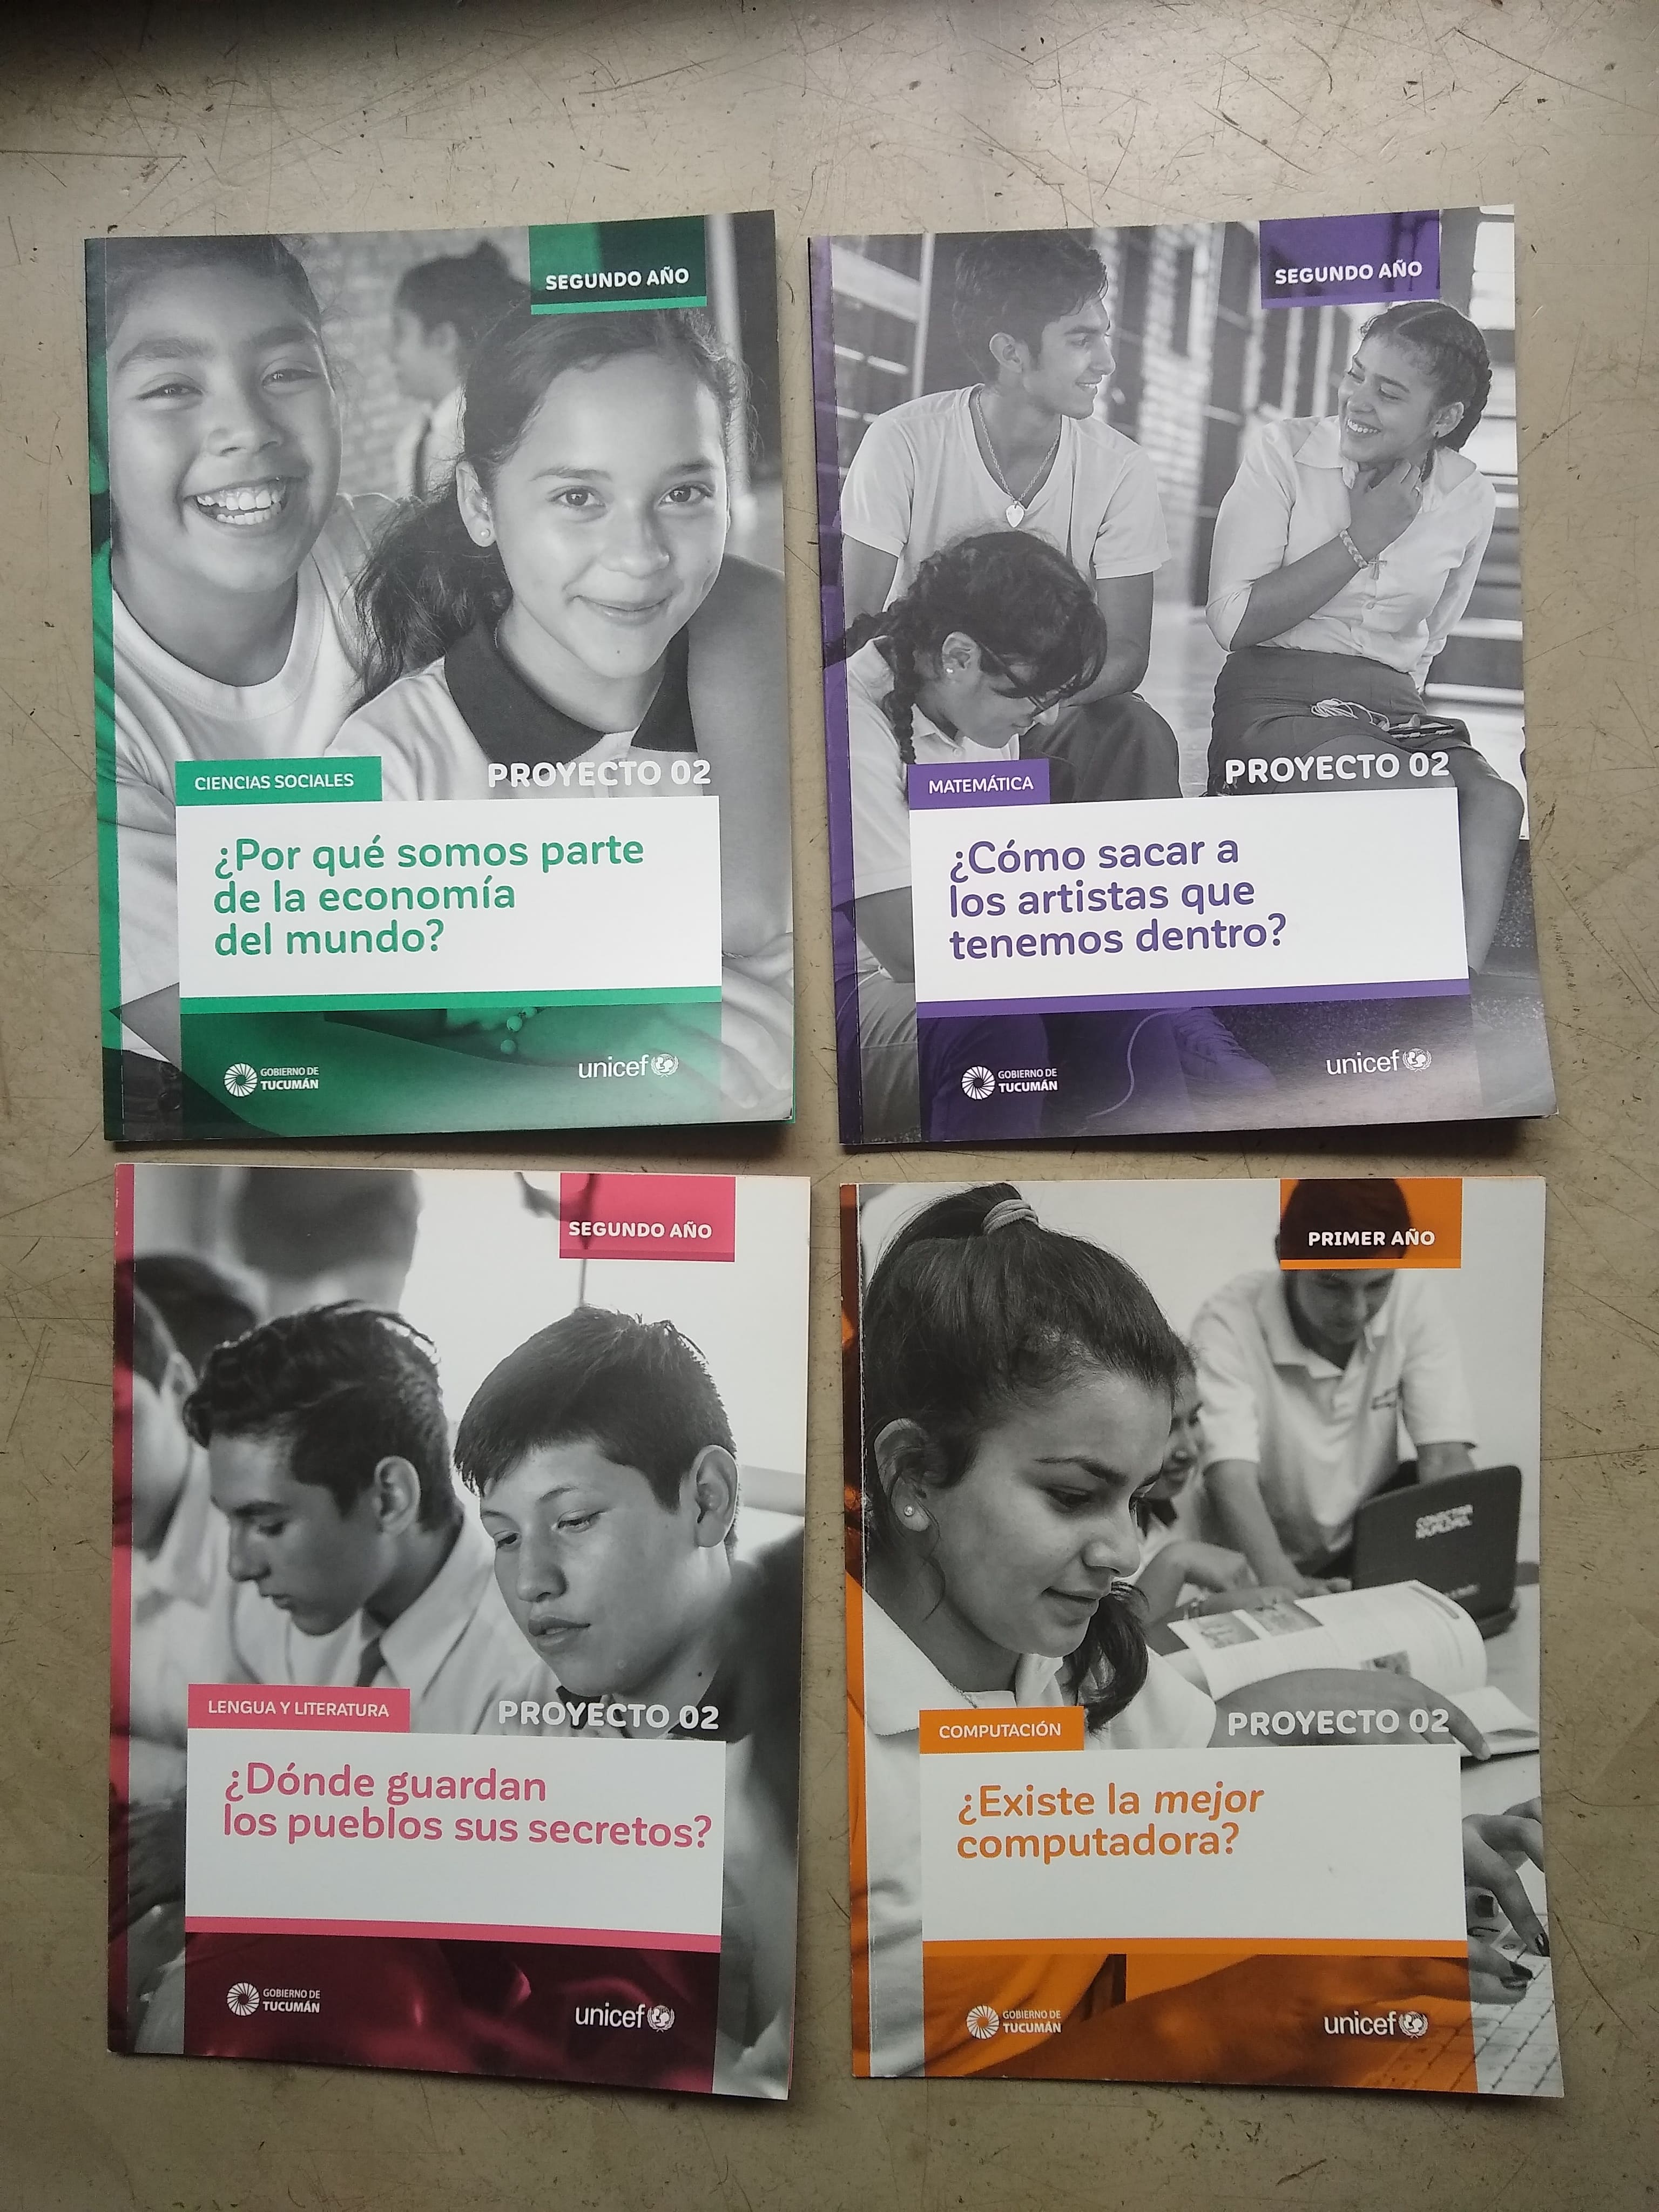 SEGUNDO AÑO
CIENCIAS SOCIALES
PROYECTO 02
¿Por qué somos parte
de la economía
del mundo?
GOBIERNO DE
TUCUMÁN
unicef
SEGUNDO AÑO
MATEMÁTICA
PROYECTO 02
¿Cómo sacar a
los artistas que
tenemos dentro?
GOBIERNO DE
TUCUMÁN
unicef
SEGUNDO AÑO
LENGUA Y LITERATURA
PROYECTO 02
¿Dónde guardan
los pueblos sus secretos?
GOBIERNO DE
TUCUMÁN
unicef
PRIMER AÑO
CONECTAR
IGUALDAD
COMPUTACIÓN
PROYECTO 02
¿Existe la mejor
computadora?
GOBIERNO DE
TUCUMÁN
unicef